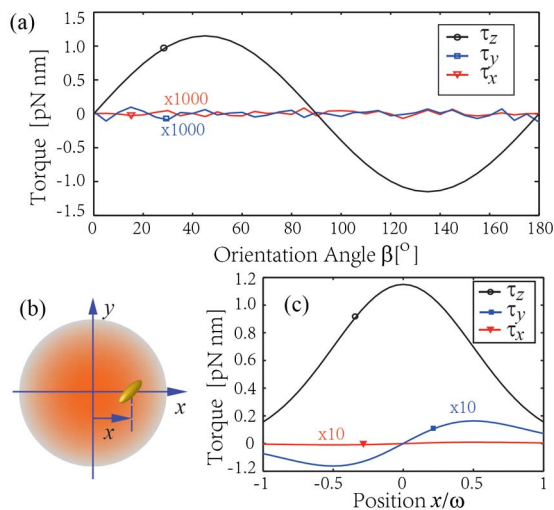 (a)
1.5
1.0
0.5
0
-0.5
-1.0
-1.5
Torque [pN nm]
x1000
x1000
τz
τy
τx
0 20 40 60 80 100 120 140 160 180
Orientation Angle β[°]
(b)
y
x
x
(c)
1.2
1.0
0.8
0.6
0.4
0.2
0
-1.2
Torque [pN nm]
x10
x10
τz
τy
τx
-1 -0.5 0 0.5 1
Position x/ω